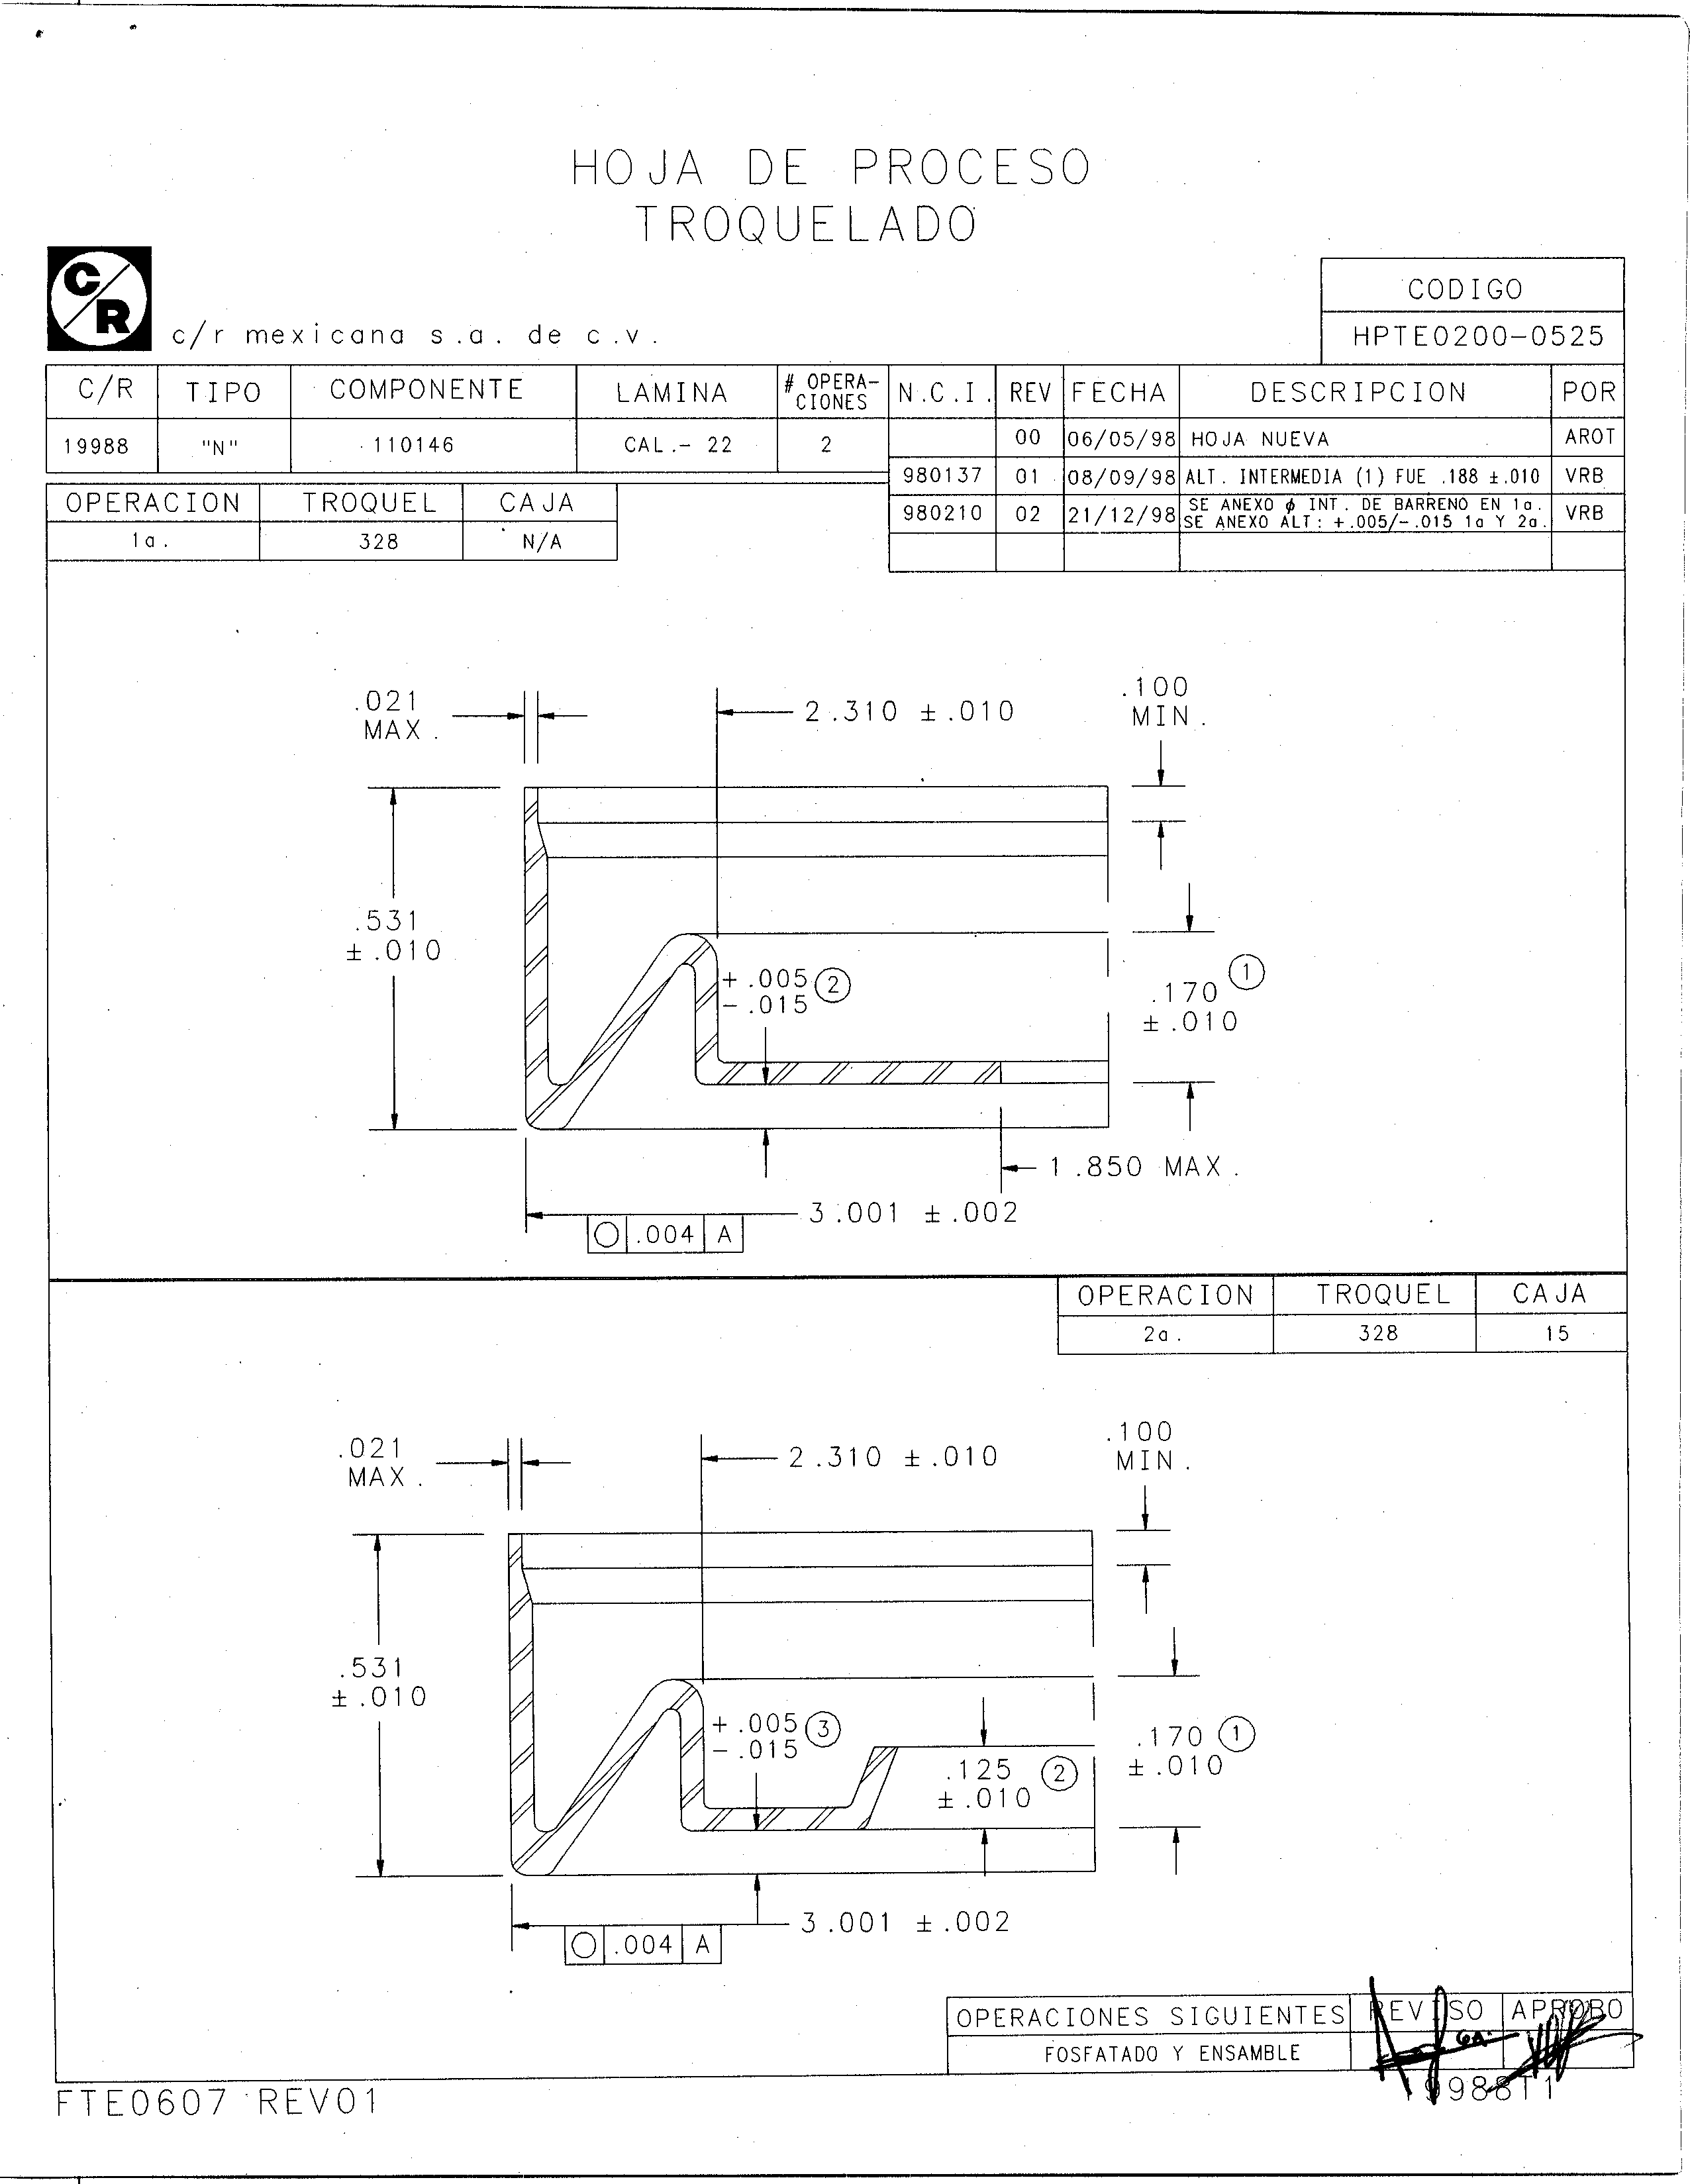 HOJA DE PROCESO
TROQUELADO
C/R
c/r mexicana s.a. de c.v.
CODIGO
HPTE0200-0525
C/R TIPO COMPONENTE LAMINA # OPERA-CIONES N.C.I. REV FECHA DESCRIPCION POR
19988 "N" 110146 CAL.- 22 2 00 06/05/98 HOJA NUEVA AROT
980137 01 08/09/98 ALT. INTERMEDIA (1) FUE .188 ±.010 VRB
980210 02 21/12/98 SE ANEXO ϕ INT. DE BARRENO EN 1a.
SE ANEXO ALT: +.005/-.015 1a Y 2a. VRB
OPERACION TROQUEL CAJA
1a. 328 N/A
.021
MAX.
2.310 ±.010
.100
MIN.
.531
±.010
+.005
-.015 2
.170
±.010 1
1.850 MAX.
3.001 ±.002
.004 A
OPERACION TROQUEL CAJA
2a. 328 15
.021
MAX.
2.310 ±.010
.100
MIN.
.531
±.010
+.005
-.015 3
.125
±.010 2
.170
±.010 1
3.001 ±.002
.004 A
OPERACIONES SIGUIENTES REVISO APROBO
FOSFATADO Y ENSAMBLE
FTE0607 REV01
19988T1